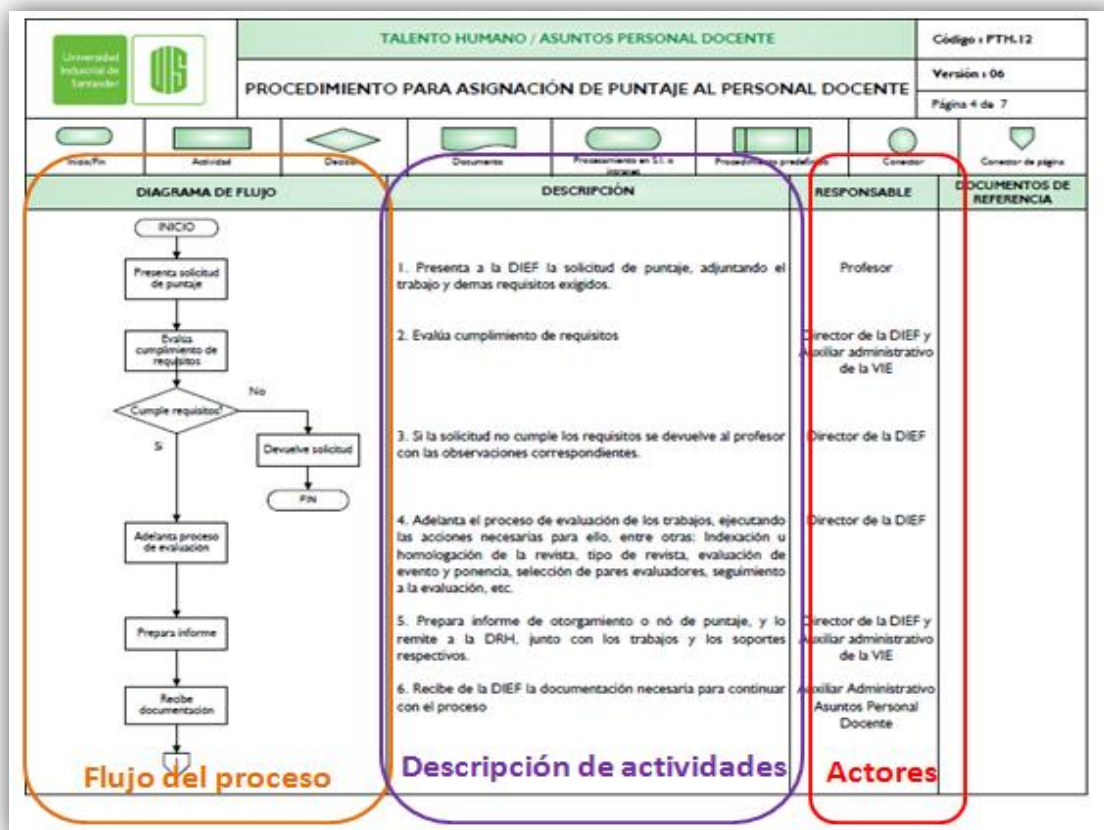 Universidad
Industrial de
Santander
TALENTO HUMANO / ASUNTOS PERSONAL DOCENTE
Código : PTH.12
PROCEDIMIENTO PARA ASIGNACIÓN DE PUNTAJE AL PERSONAL DOCENTE
Versión : 06
Página 4 de 7
Inicio/Fin
Actividad
Decisión
Documento
Procesamiento en S.I. o
intranet
Procedimiento predefinido
Conector
Conector de página
DIAGRAMA DE FLUJO
DESCRIPCIÓN
RESPONSABLE
DOCUMENTOS DE
REFERENCIA
INICIO
Presenta solicitud
de puntaje
1. Presenta a la DIEF la solicitud de puntaje, adjuntando el
trabajo y demas requisitos exigidos.
Profesor
Evalúa
cumplimiento de
requisitos
2. Evalúa cumplimiento de requisitos
Director de la DIEF y
Auxiliar administrativo
de la VIE
Cumple requisitos?
No
Si
Devuelve solicitud
FIN
3. Si la solicitud no cumple los requisitos se devuelve al profesor
con las observaciones correspondientes.
Director de la DIEF
Adelanta proceso
de evaluación
4. Adelanta el proceso de evaluación de los trabajos, ejecutando
las acciones necesarias para ello, entre otras: Indexación u
homologación de la revista, tipo de revista, evaluación de
evento y ponencia, selección de pares evaluadores, seguimiento
a la evaluación, etc.
Director de la DIEF
Prepara informe
5. Prepara informe de otorgamiento o nó de puntaje, y lo
remite a la DRH, junto con los trabajos y los soportes
respectivos.
Director de la DIEF y
Auxiliar administrativo
de la VIE
Recibe
documentación
6. Recibe de la DIEF la documentación necesaria para continuar
con el proceso
Auxiliar Administrativo
Asuntos Personal
Docente
Flujo del proceso
Descripción de actividades
Actores